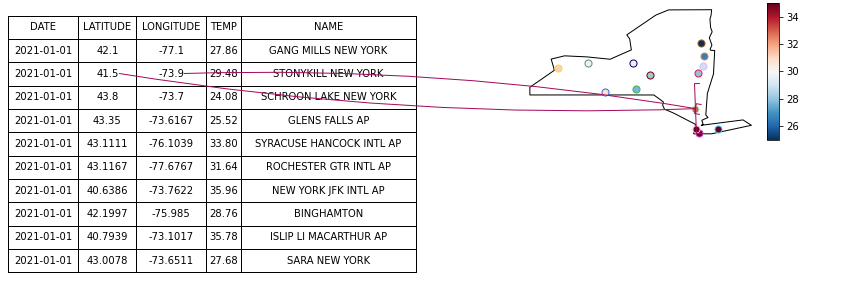 DATE LATITUDE LONGITUDE TEMP NAME
2021-01-01 42.1 -77.1 27.86 GANG MILLS NEW YORK
2021-01-01 41.5 -73.9 29.48 STONYKILL NEW YORK
2021-01-01 43.8 -73.7 24.08 SCHROON LAKE NEW YORK
2021-01-01 43.35 -73.6167 25.52 GLENS FALLS AP
2021-01-01 43.1111 -76.1039 33.80 SYRACUSE HANCOCK INTL AP
2021-01-01 43.1167 -77.6767 31.64 ROCHESTER GTR INTL AP
2021-01-01 40.6386 -73.7622 35.96 NEW YORK JFK INTL AP
2021-01-01 42.1997 -75.985 28.76 BINGHAMTON
2021-01-01 40.7939 -73.1017 35.78 ISLIP LI MACARTHUR AP
2021-01-01 43.0078 -73.6511 27.68 SARA NEW YORK
34
32
30
28
26